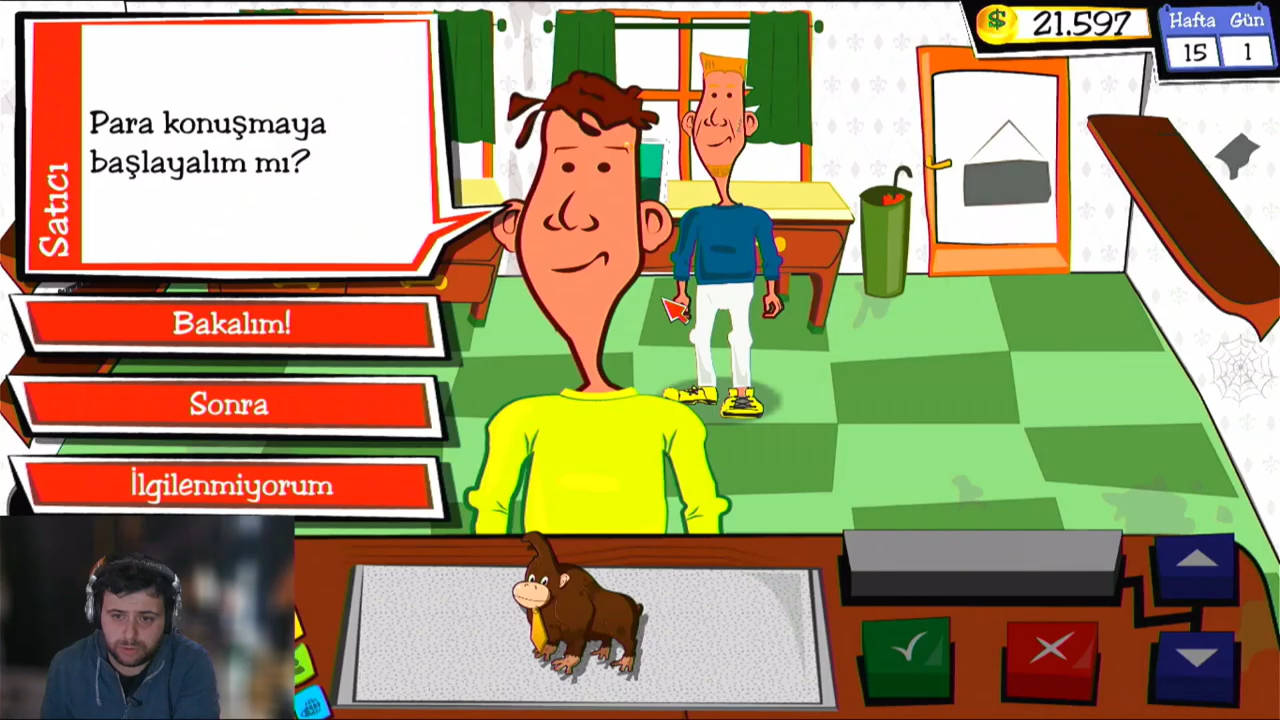 21.597
Hafta Gün
15 1
Satıcı
Para konuşmaya
başlayalım mı?
Bakalım!
Sonra
İlgilenmiyorum